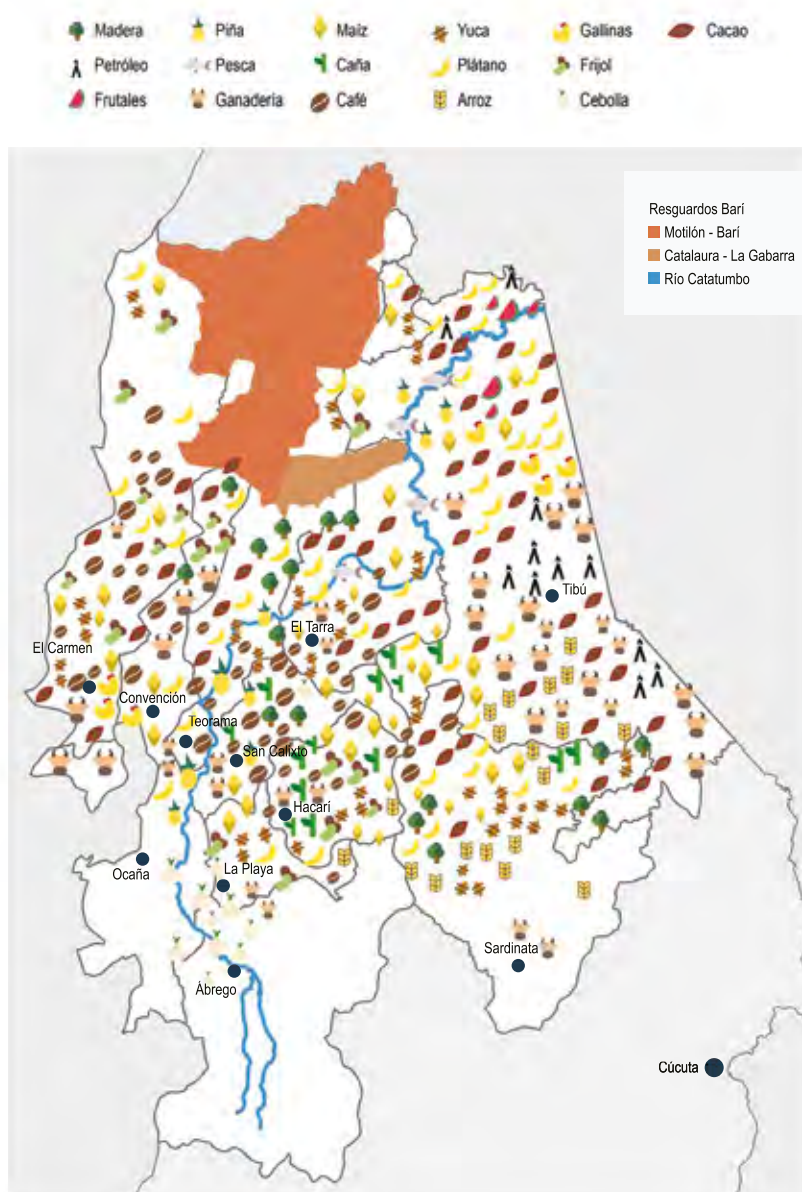 Madera Piña Maíz Yuca Gallinas Cacao
Petróleo Pesca Caña Plátano Frijol
Frutales Ganadería Café Arroz Cebolla
Resguardos Barí
Motilón - Barí
Catalaura - La Gabarra
Río Catatumbo
Tibú
El Tarra
El Carmen
Convención
Teorama
San Calixto
Hacarí
Ocaña
La Playa
Sardinata
Ábrego
Cúcuta